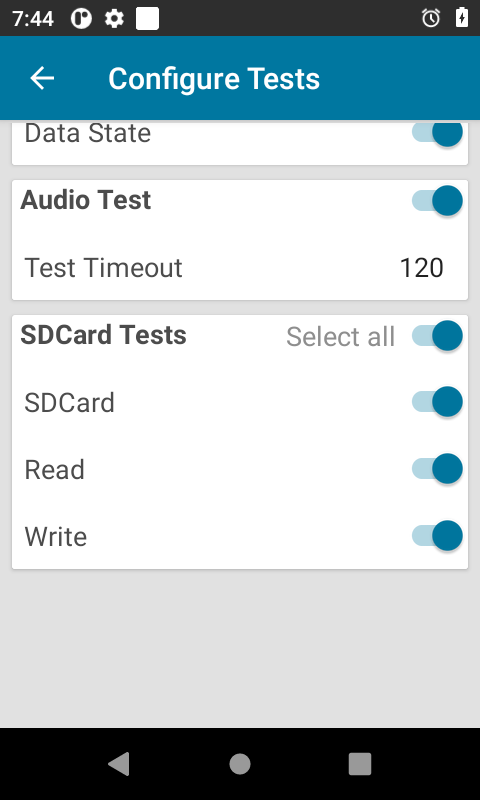 7:44
Configure Tests
Data State
Audio Test
Test Timeout 120
SDCard Tests Select all
SDCard
Read
Write